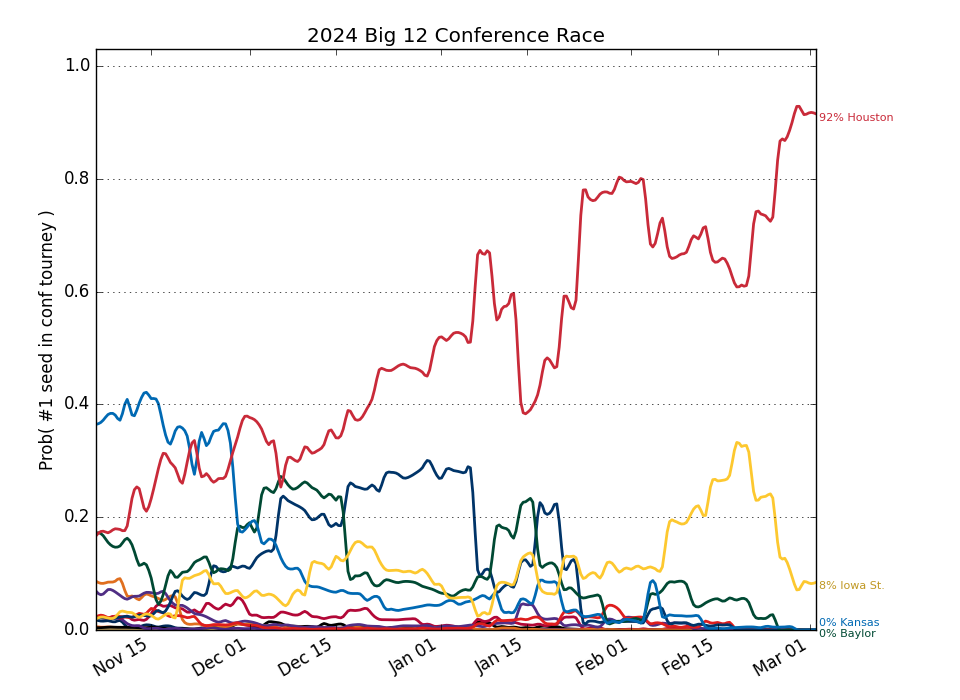 2024 Big 12 Conference Race
Prob( #1 seed in conf tourney )
1.0
0.8
0.6
0.4
0.2
0.0
Nov 15
Dec 01
Dec 15
Jan 01
Jan 15
Feb 01
Feb 15
Mar 01
92% Houston
8% Iowa St.
0% Kansas
0% Baylor